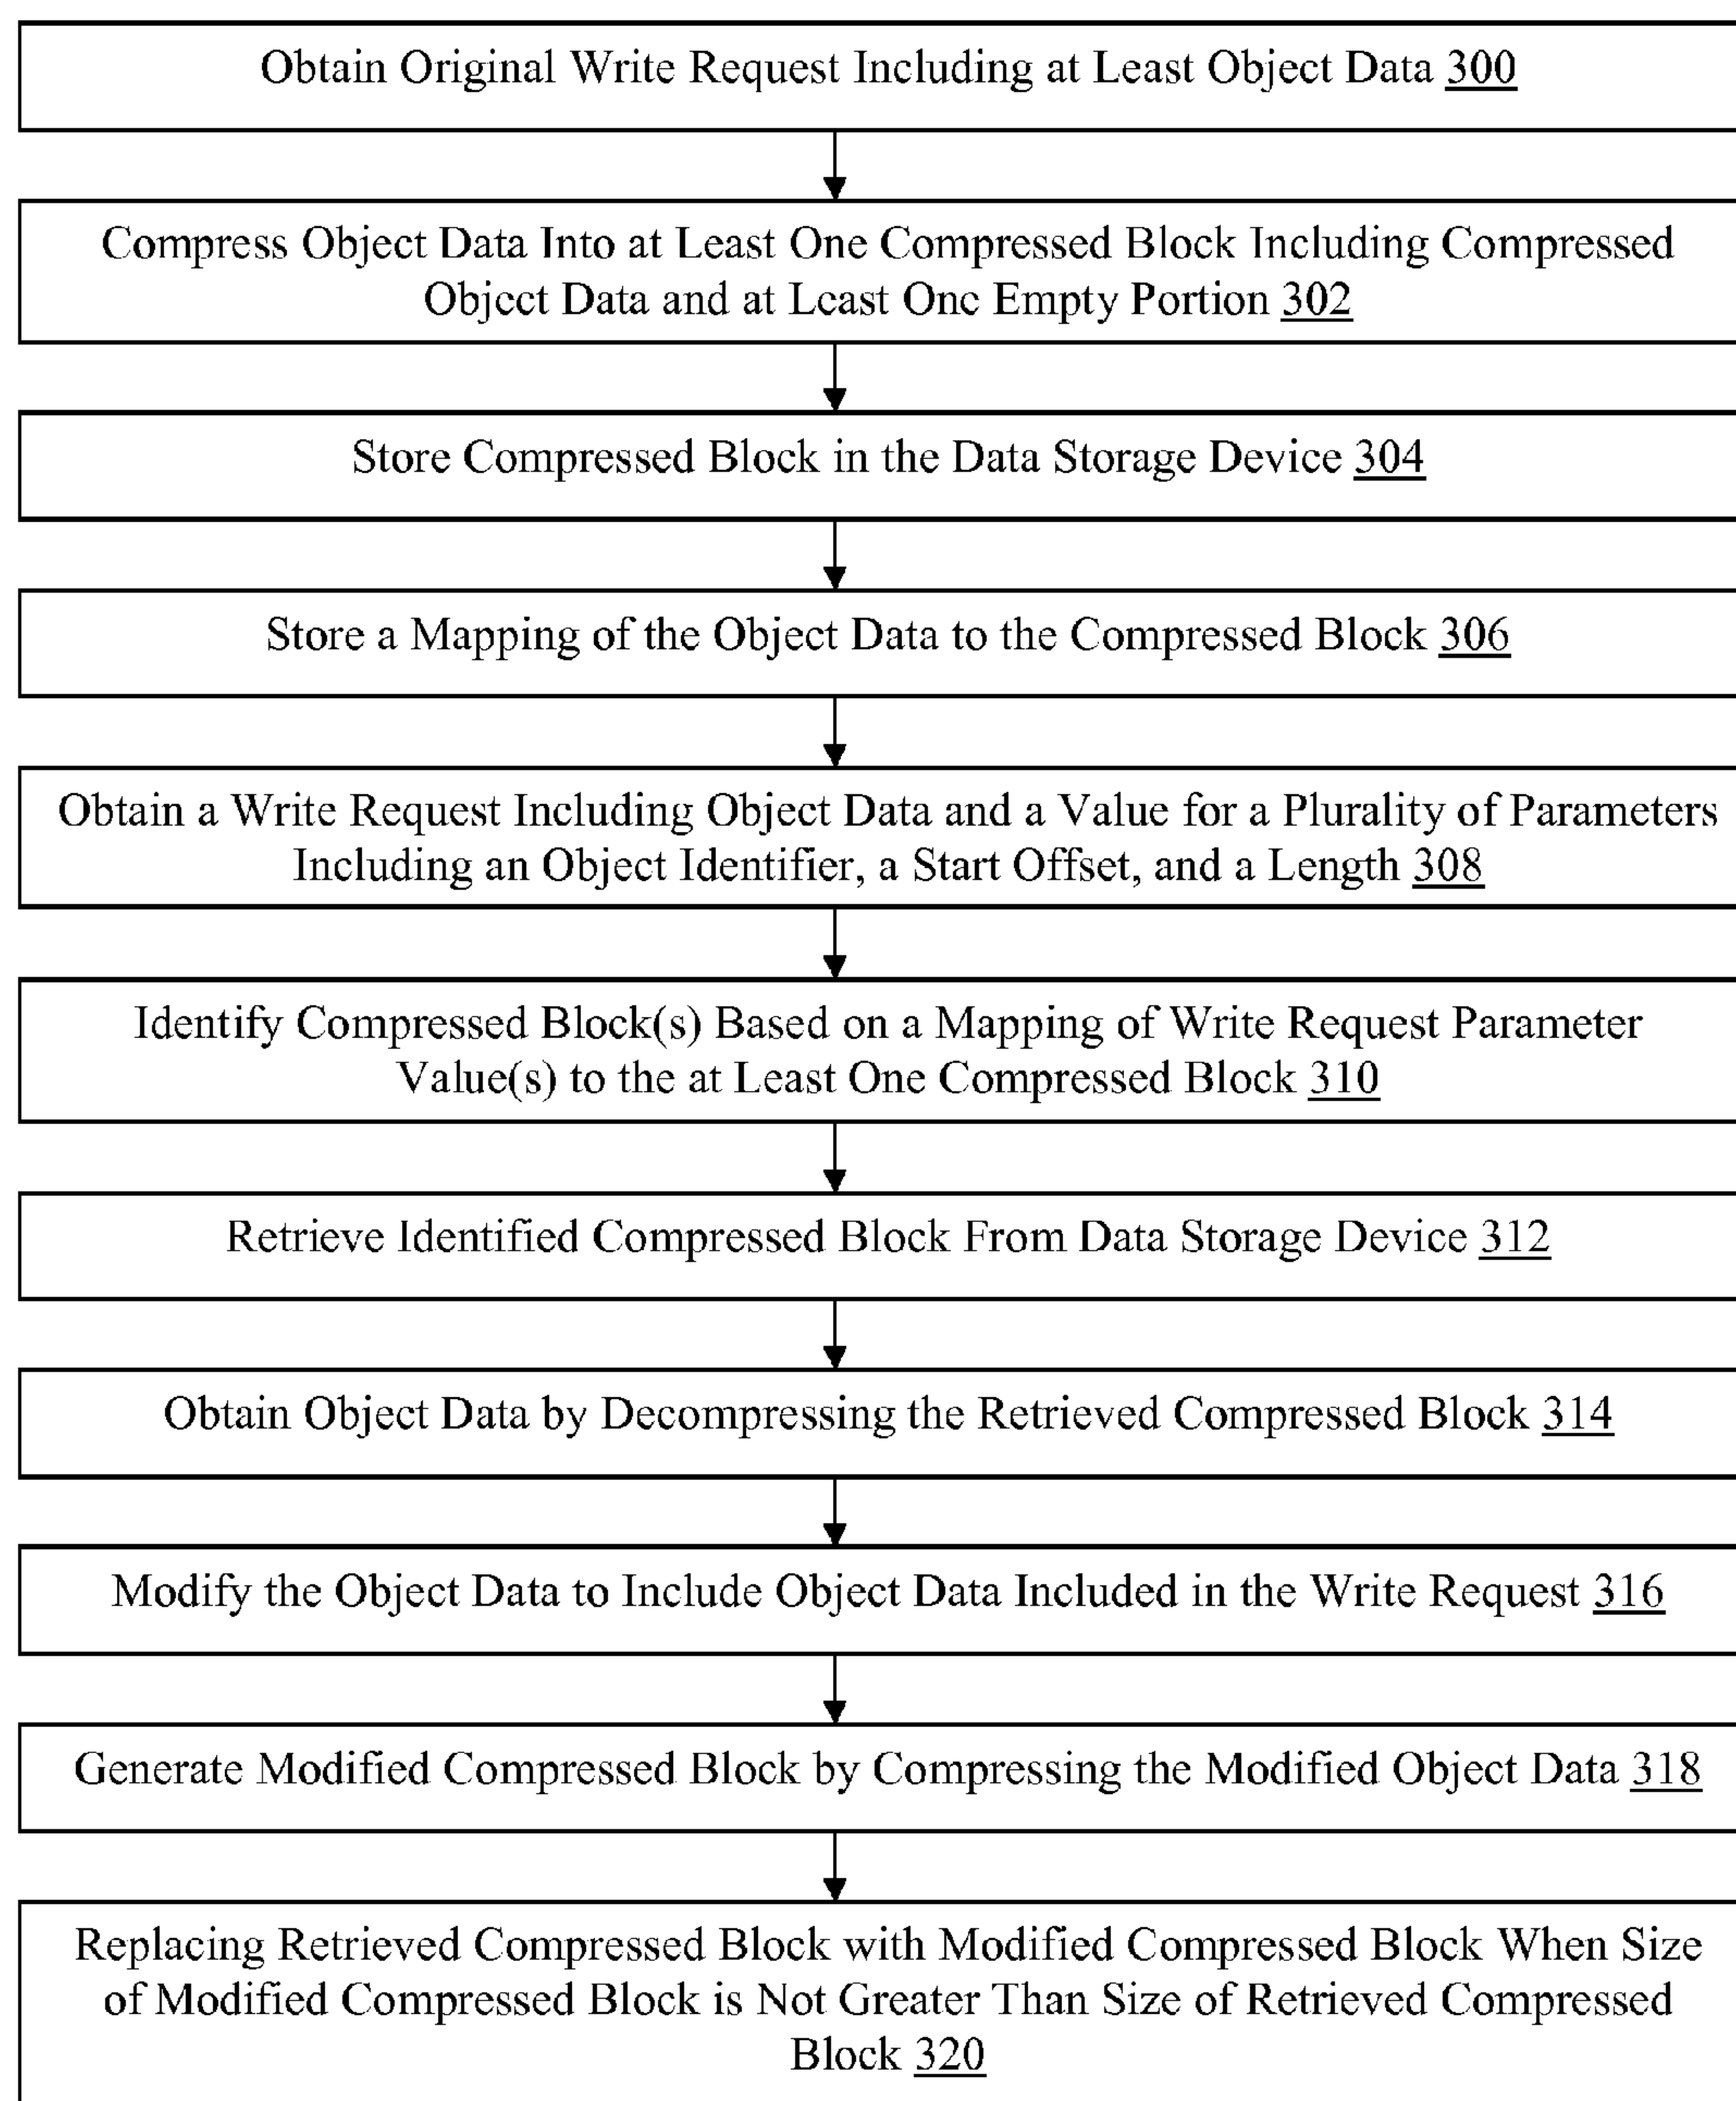 Obtain Original Write Request Including at Least Object Data 300
Compress Object Data Into at Least One Compressed Block Including Compressed
Object Data and at Least One Empty Portion 302
Store Compressed Block in the Data Storage Device 304
Store a Mapping of the Object Data to the Compressed Block 306
Obtain a Write Request Including Object Data and a Value for a Plurality of Parameters
Including an Object Identifier, a Start Offset, and a Length 308
Identify Compressed Block(s) Based on a Mapping of Write Request Parameter
Value(s) to the at Least One Compressed Block 310
Retrieve Identified Compressed Block From Data Storage Device 312
Obtain Object Data by Decompressing the Retrieved Compressed Block 314
Modify the Object Data to Include Object Data Included in the Write Request 316
Generate Modified Compressed Block by Compressing the Modified Object Data 318
Replacing Retrieved Compressed Block with Modified Compressed Block When Size
of Modified Compressed Block is Not Greater Than Size of Retrieved Compressed
Block 320